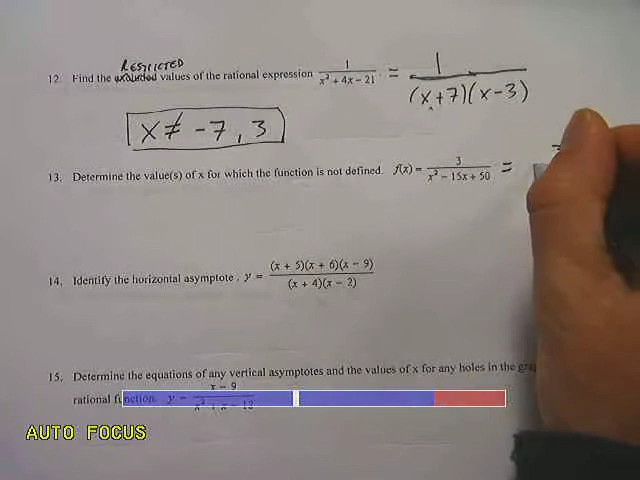 RESTRICTED
12. Find the excluded values of the rational expression 1/(x² + 4x − 21) = 1/((x+7)(x−3))
x ≠ −7, 3
13. Determine the value(s) of x for which the function is not defined. f(x) = 3/(x² − 15x + 50) =
14. Identify the horizontal asymptote, y = (x + 5)(x + 6)(x − 9)/((x + 4)(x − 2))
15. Determine the equations of any vertical asymptotes and the values of x for any holes in the
rational function. y = (x − 9)/(x² + x − 12)
AUTO FOCUS